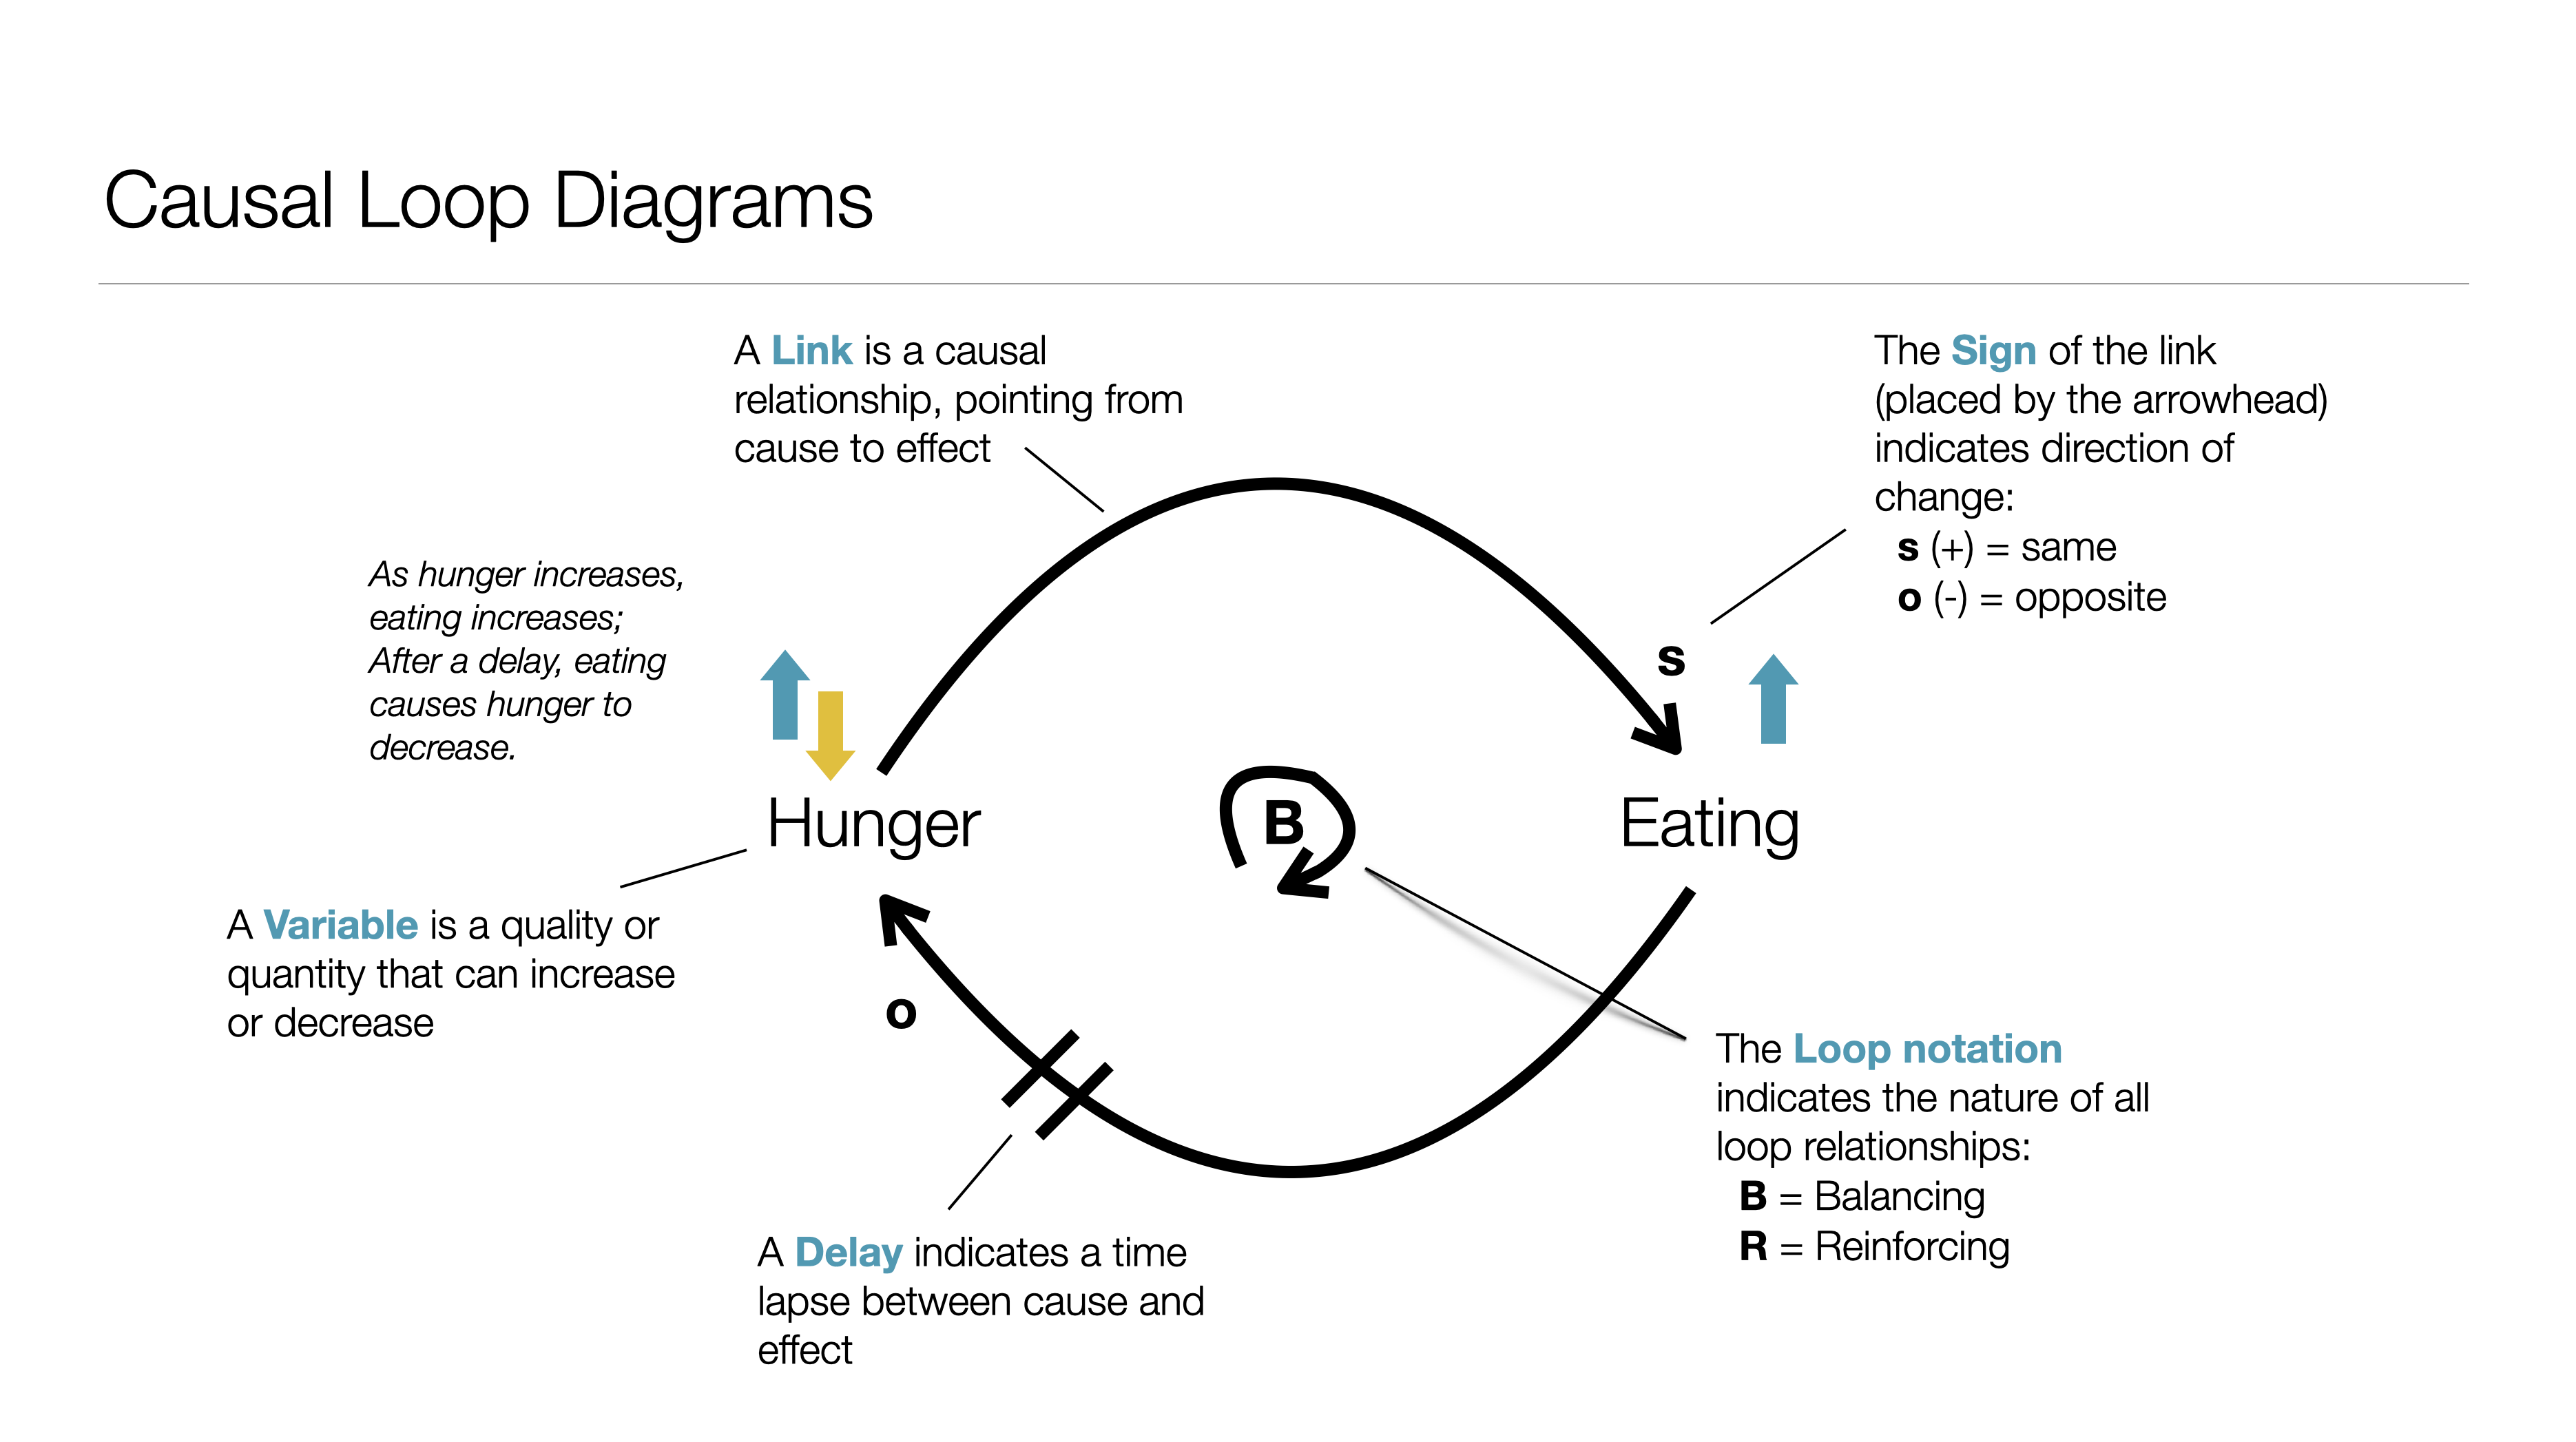 Causal Loop Diagrams
A Link is a causal
relationship, pointing from
cause to effect
The Sign of the link
(placed by the arrowhead)
indicates direction of
change:
s (+) = same
o (-) = opposite
As hunger increases,
eating increases;
After a delay, eating
causes hunger to
decrease.
s
Hunger
B
Eating
A Variable is a quality or
quantity that can increase
or decrease
o
The Loop notation
indicates the nature of all
loop relationships:
B = Balancing
R = Reinforcing
A Delay indicates a time
lapse between cause and
effect